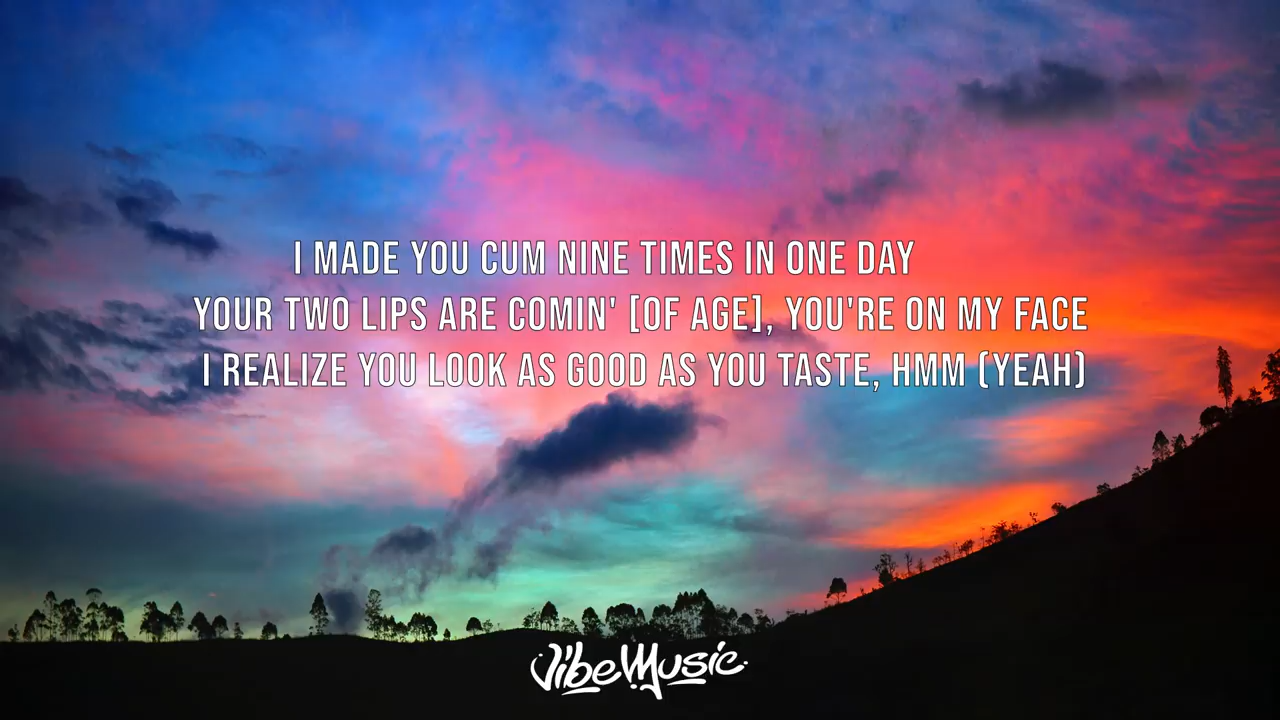 I MADE YOU CUM NINE TIMES IN ONE DAY
YOUR TWO LIPS ARE COMIN' [OF AGE], YOU'RE ON MY FACE
I REALIZE YOU LOOK AS GOOD AS YOU TASTE, HMM (YEAH)
VibeMusic